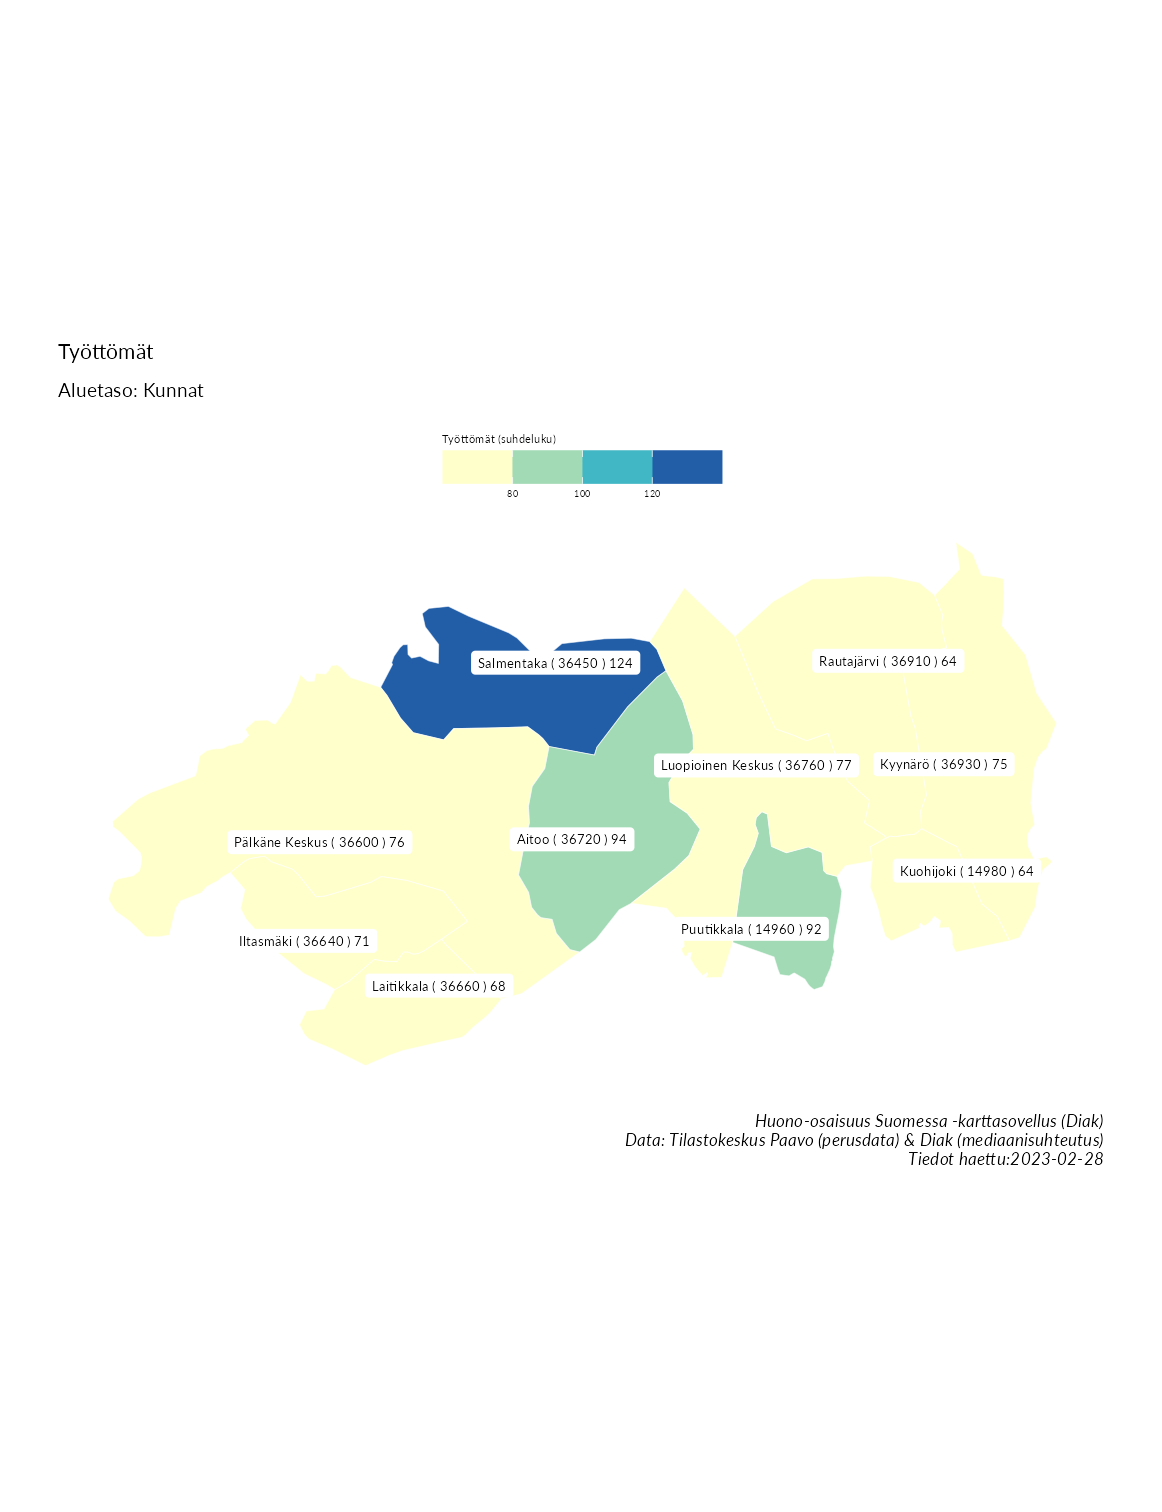 Työttömät
Aluetaso: Kunnat
Työttömät (suhdeluku)
80 100 120
Salmentaka ( 36450 ) 124
Rautajärvi ( 36910 ) 64
Luopioinen Keskus ( 36760 ) 77
Kyynärö ( 36930 ) 75
Pälkäne Keskus ( 36600 ) 76
Aitoo ( 36720 ) 94
Kuohijoki ( 14980 ) 64
Puutikkala ( 14960 ) 92
Iltasmäki ( 36640 ) 71
Laitikkala ( 36660 ) 68
Huono-osaisuus Suomessa -karttasovellus (Diak)
Data: Tilastokeskus Paavo (perusdata) & Diak (mediaanisuhteutus)
Tiedot haettu:2023-02-28